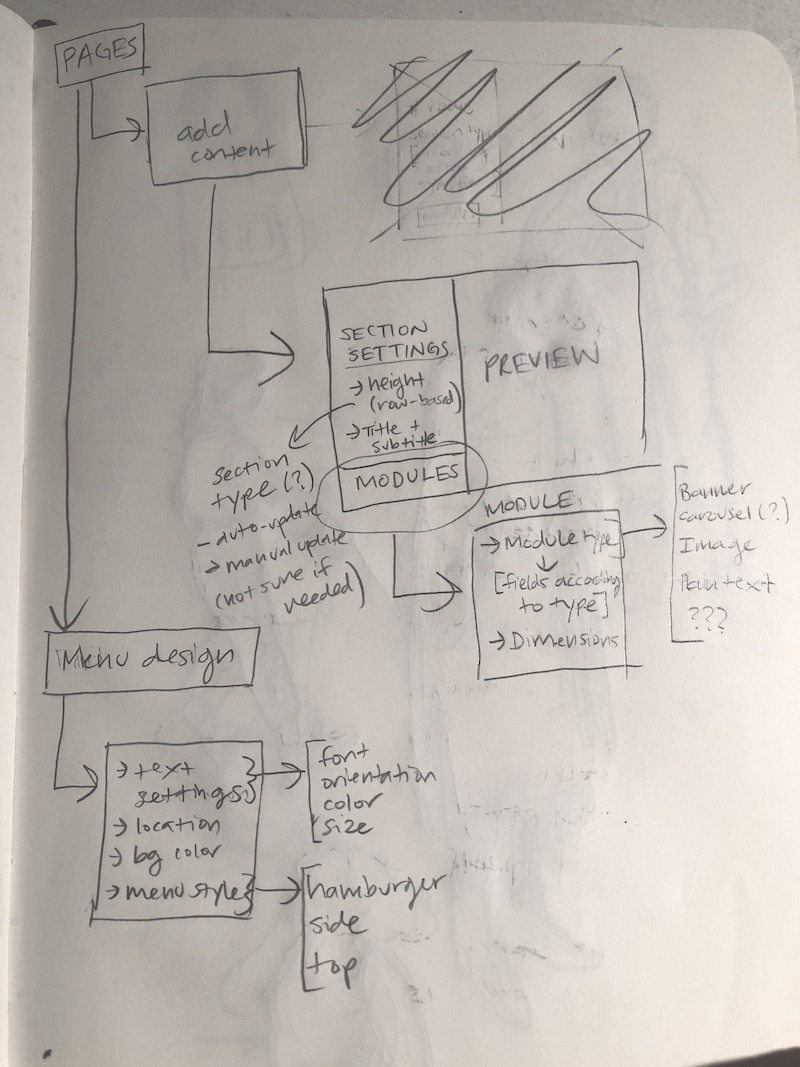 PAGES
add
content
SECTION
SETTINGS
→ height
(row-based)
→ Title +
subtitle
MODULES
PREVIEW
section
type (?)
- auto-update
→ manual update
(not sure if
needed)
MODULE
→ Module type
[fields according
to type]
→ Dimensions
Banner
carousel (?)
Image
Plain text
???
Menu design
→ text
settings
→ location
→ bg color
→ menu style
font
orientation
color
size
hamburger
side
top